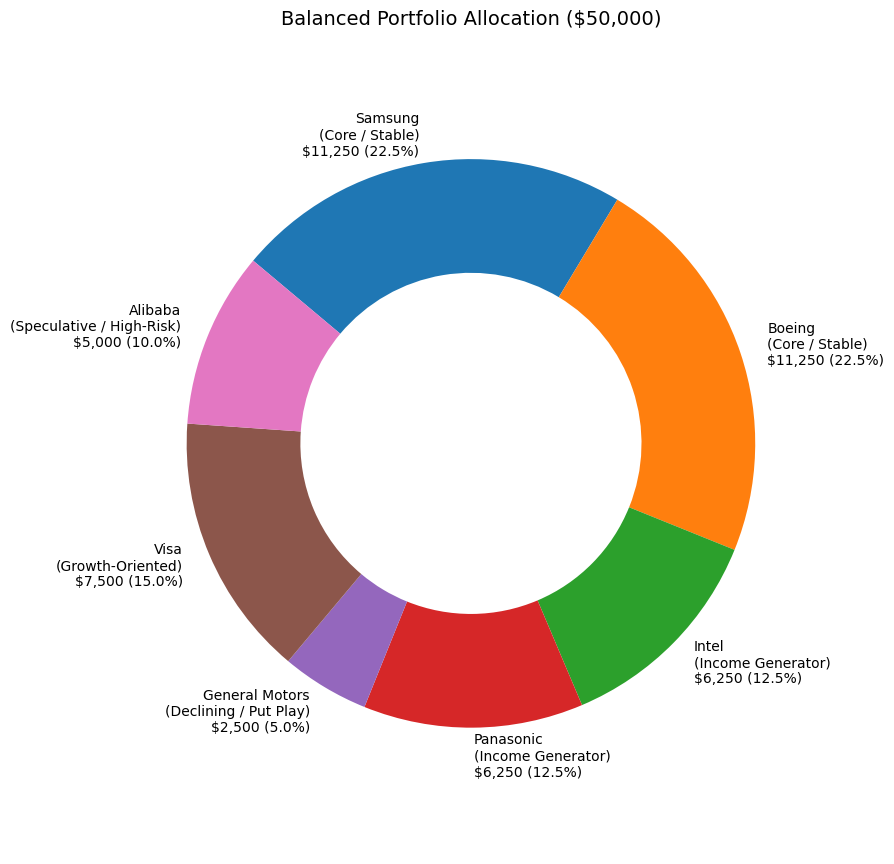 Balanced Portfolio Allocation ($50,000)
Samsung
(Core / Stable)
$11,250 (22.5%)
Boeing
(Core / Stable)
$11,250 (22.5%)
Alibaba
(Speculative / High-Risk)
$5,000 (10.0%)
Visa
(Growth-Oriented)
$7,500 (15.0%)
Intel
(Income Generator)
$6,250 (12.5%)
General Motors
(Declining / Put Play)
$2,500 (5.0%)
Panasonic
(Income Generator)
$6,250 (12.5%)